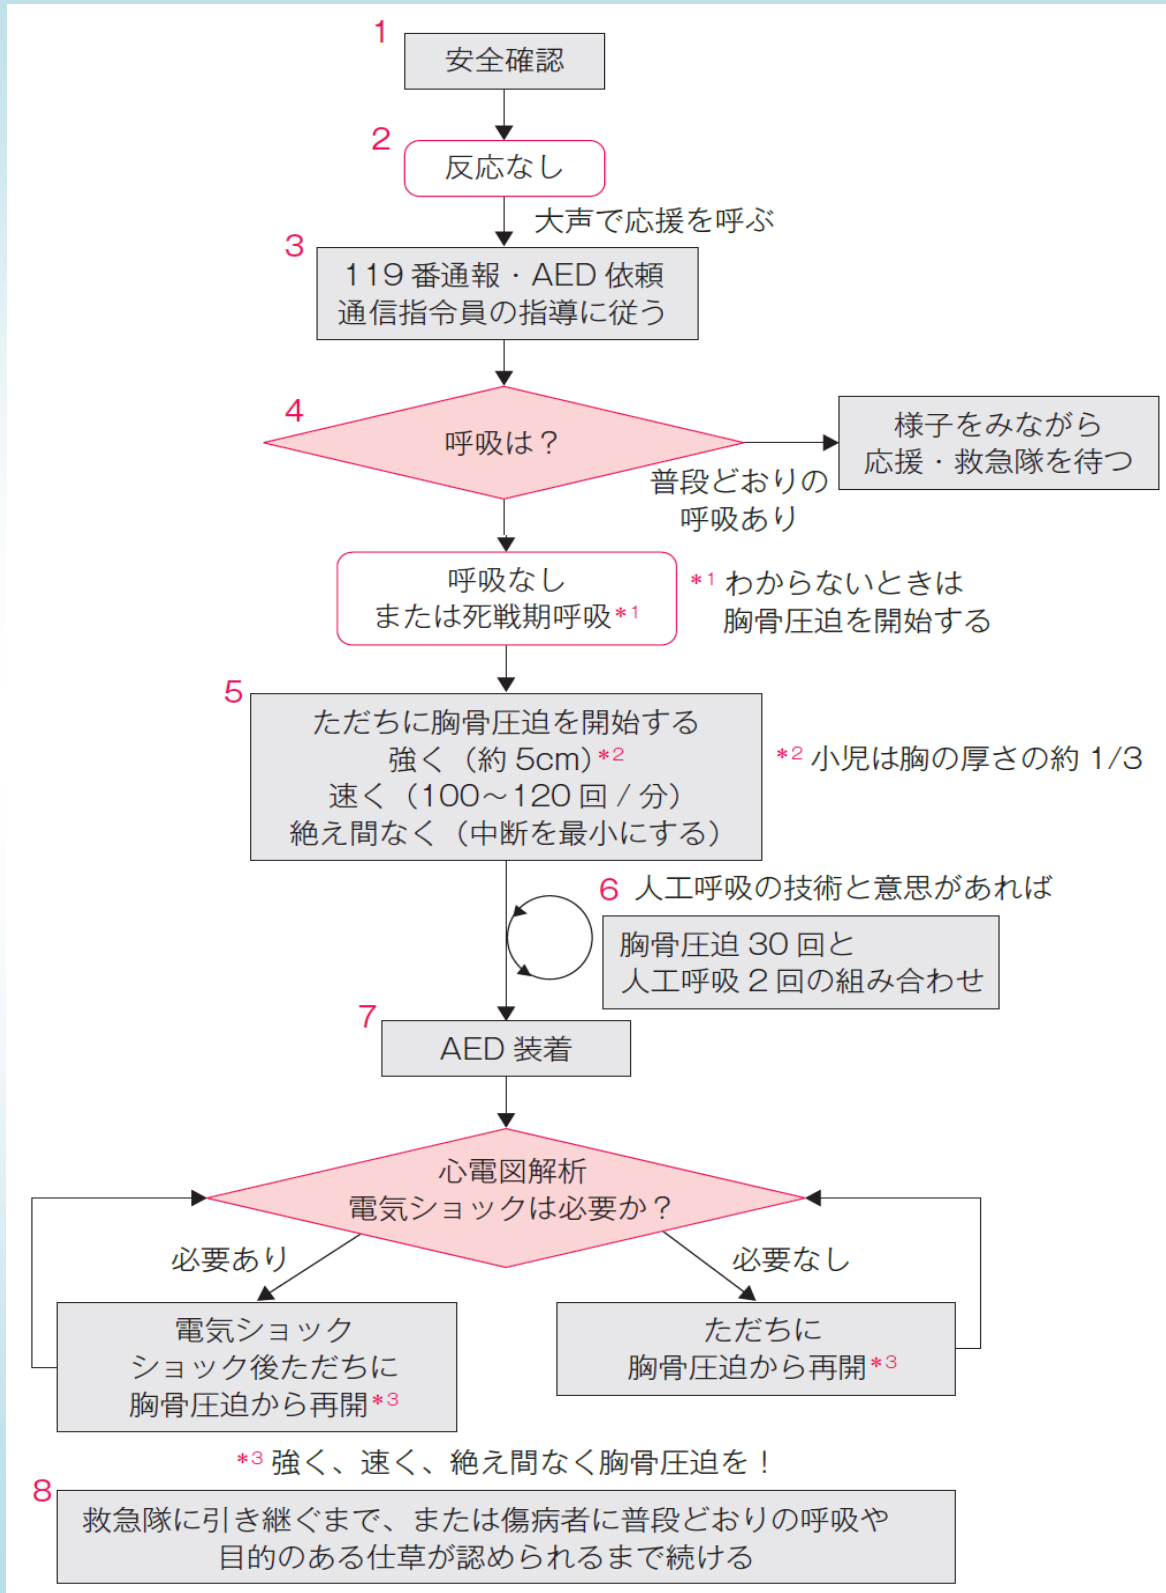 1
安全確認
2
反応なし
大声で応援を呼ぶ
3
119番通報・AED 依頼
通信指令員の指導に従う
4
呼吸は？
普段どおりの
呼吸あり
様子をみながら
応援・救急隊を待つ
呼吸なし
または死戦期呼吸*1
*1 わからないときは
胸骨圧迫を開始する
5
ただちに胸骨圧迫を開始する
強く（約 5cm）*2
速く（100～120 回 / 分）
絶え間なく（中断を最小にする）
*2 小児は胸の厚さの約 1/3
6 人工呼吸の技術と意思があれば
胸骨圧迫 30 回と
人工呼吸 2 回の組み合わせ
7
AED 装着
心電図解析
電気ショックは必要か？
必要あり
必要なし
電気ショック
ショック後ただちに
胸骨圧迫から再開*3
ただちに
胸骨圧迫から再開*3
*3 強く、速く、絶え間なく胸骨圧迫を！
8
救急隊に引き継ぐまで、または傷病者に普段どおりの呼吸や
目的のある仕草が認められるまで続ける